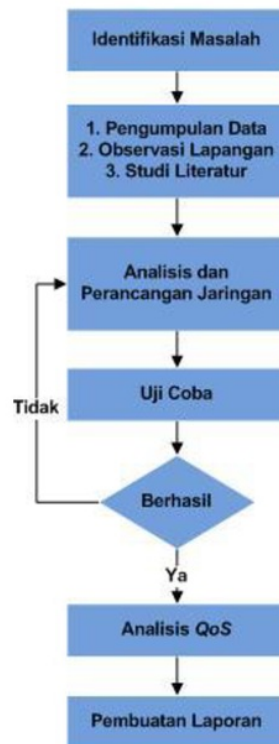 Identifikasi Masalah
1. Pengumpulan Data
2. Observasi Lapangan
3. Studi Literatur
Analisis dan
Perancangan Jaringan
Uji Coba
Tidak
Berhasil
Ya
Analisis QoS
Pembuatan Laporan